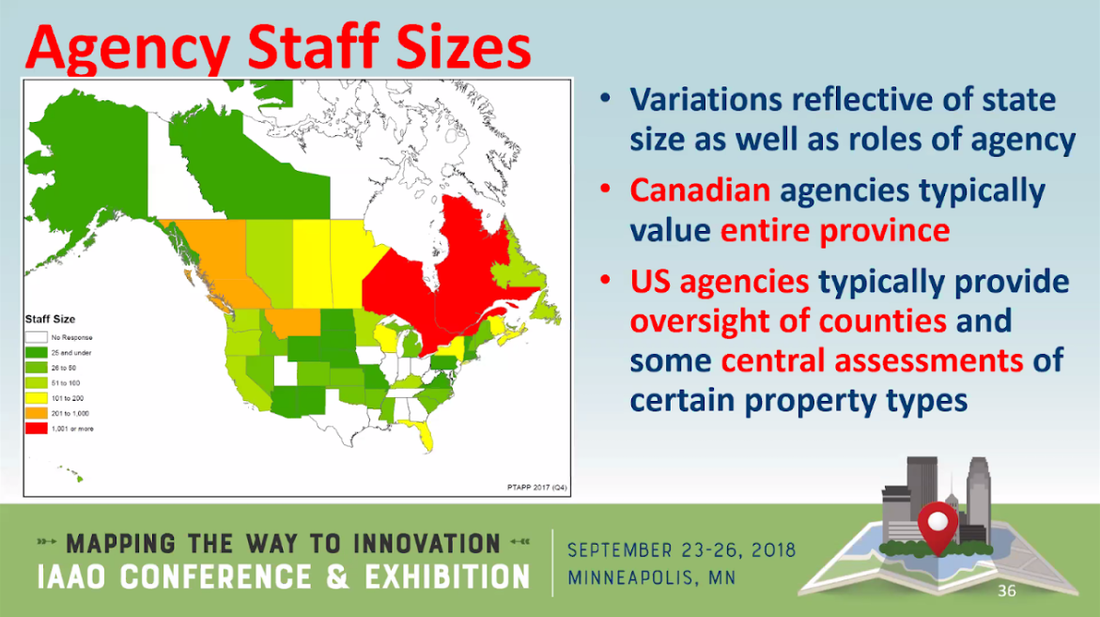 Agency Staff Sizes
Staff Size
No Response
25 and under
26 to 50
51 to 100
101 to 200
201 to 1,000
1,001 or more
PTAPP 2017 (Q4)
• Variations reflective of state
size as well as roles of agency
• Canadian agencies typically
value entire province
• US agencies typically provide
oversight of counties and
some central assessments of
certain property types
MAPPING THE WAY TO INNOVATION
IAAO CONFERENCE & EXHIBITION
SEPTEMBER 23-26, 2018
MINNEAPOLIS, MN
36